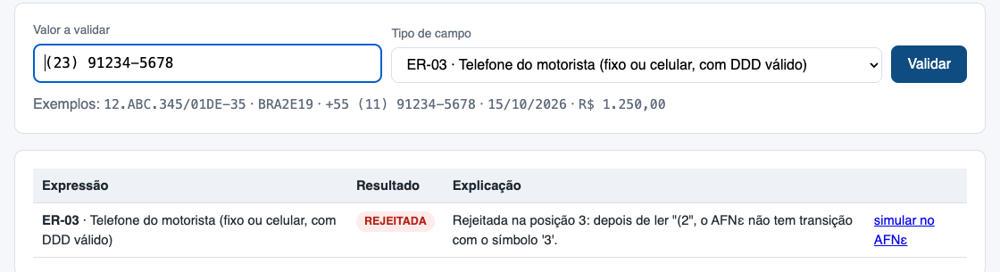 Valor a validar
Tipo de campo
(23) 91234-5678
ER-03 · Telefone do motorista (fixo ou celular, com DDD válido)
Validar
Exemplos: 12.ABC.345/01DE-35 · BRA2E19 · +55 (11) 91234-5678 · 15/10/2026 · R$ 1.250,00
Expressão
Resultado
Explicação
ER-03 · Telefone do motorista (fixo ou celular, com
DDD válido)
REJEITADA
Rejeitada na posição 3: depois de ler "(2", o AFNε não tem transição
com o símbolo '3'.
simular no
AFNε